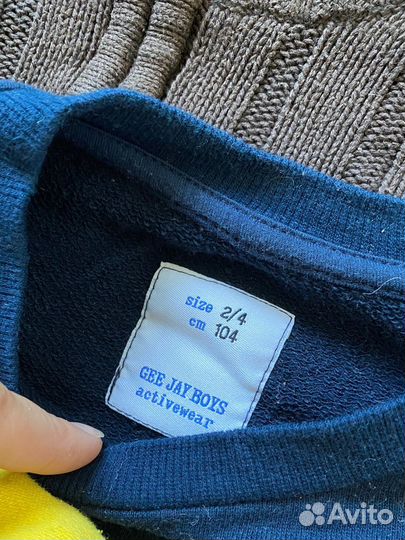 size 2/4
cm 104
GEE JAY BOYS
activewear
Avito